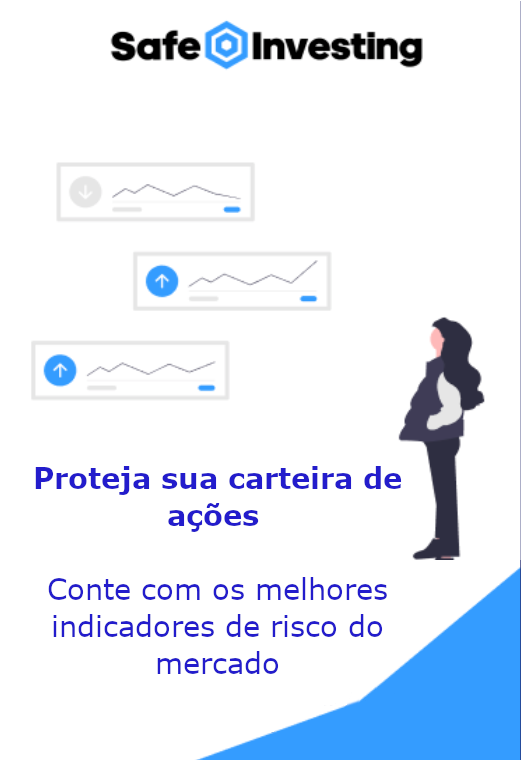 Safe Investing
Proteja sua carteira de
ações
Conte com os melhores
indicadores de risco do
mercado